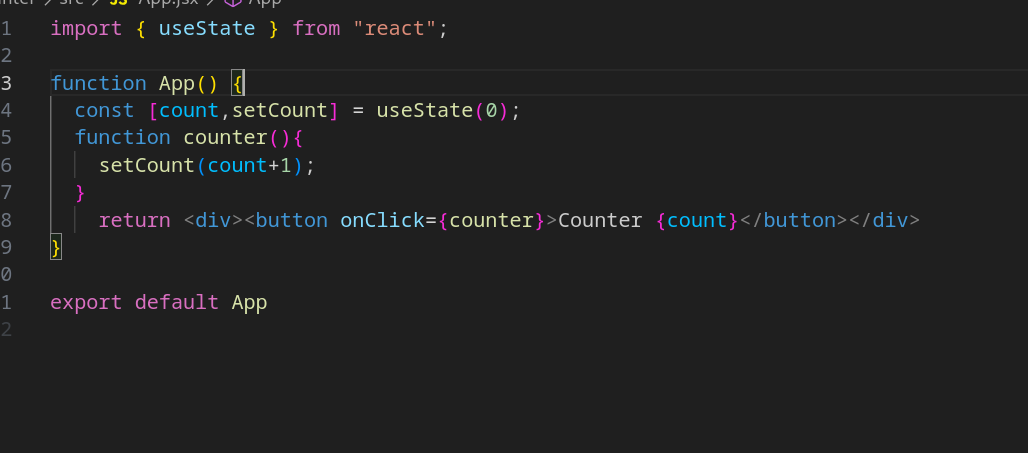 src > JS App.jsx > App
1 import { useState } from "react";
2
3 function App() {
4 const [count,setCount] = useState(0);
5 function counter(){
6 setCount(count+1);
7 }
8 return <div><button onClick={counter}>Counter {count}</button></div>
9 }
0
1 export default App
2